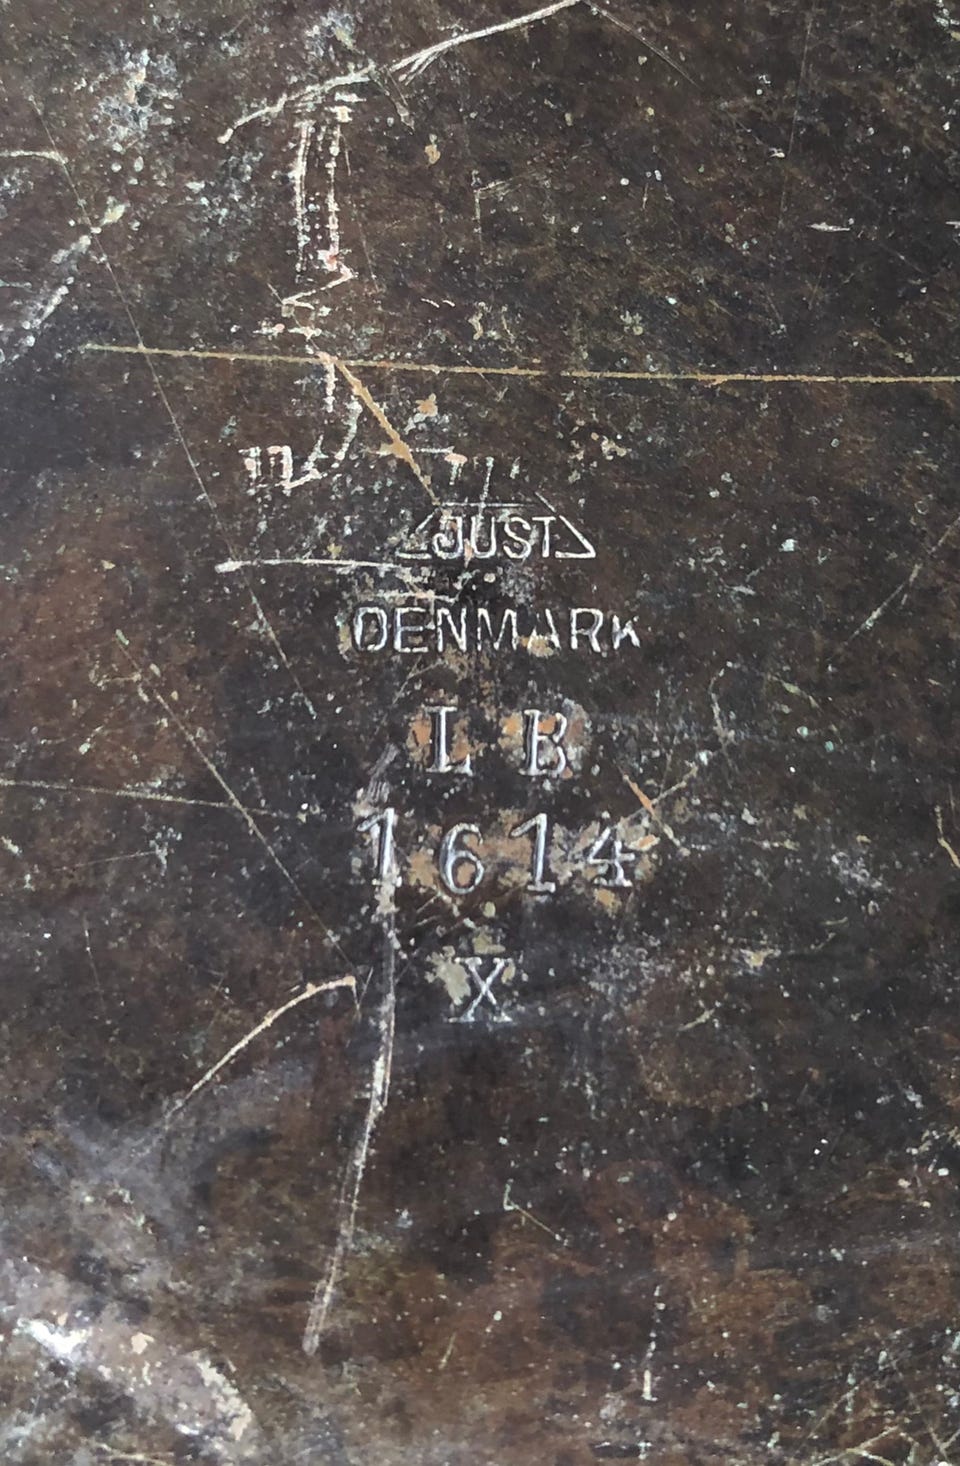 JUST
DENMARK
L B
1614
X